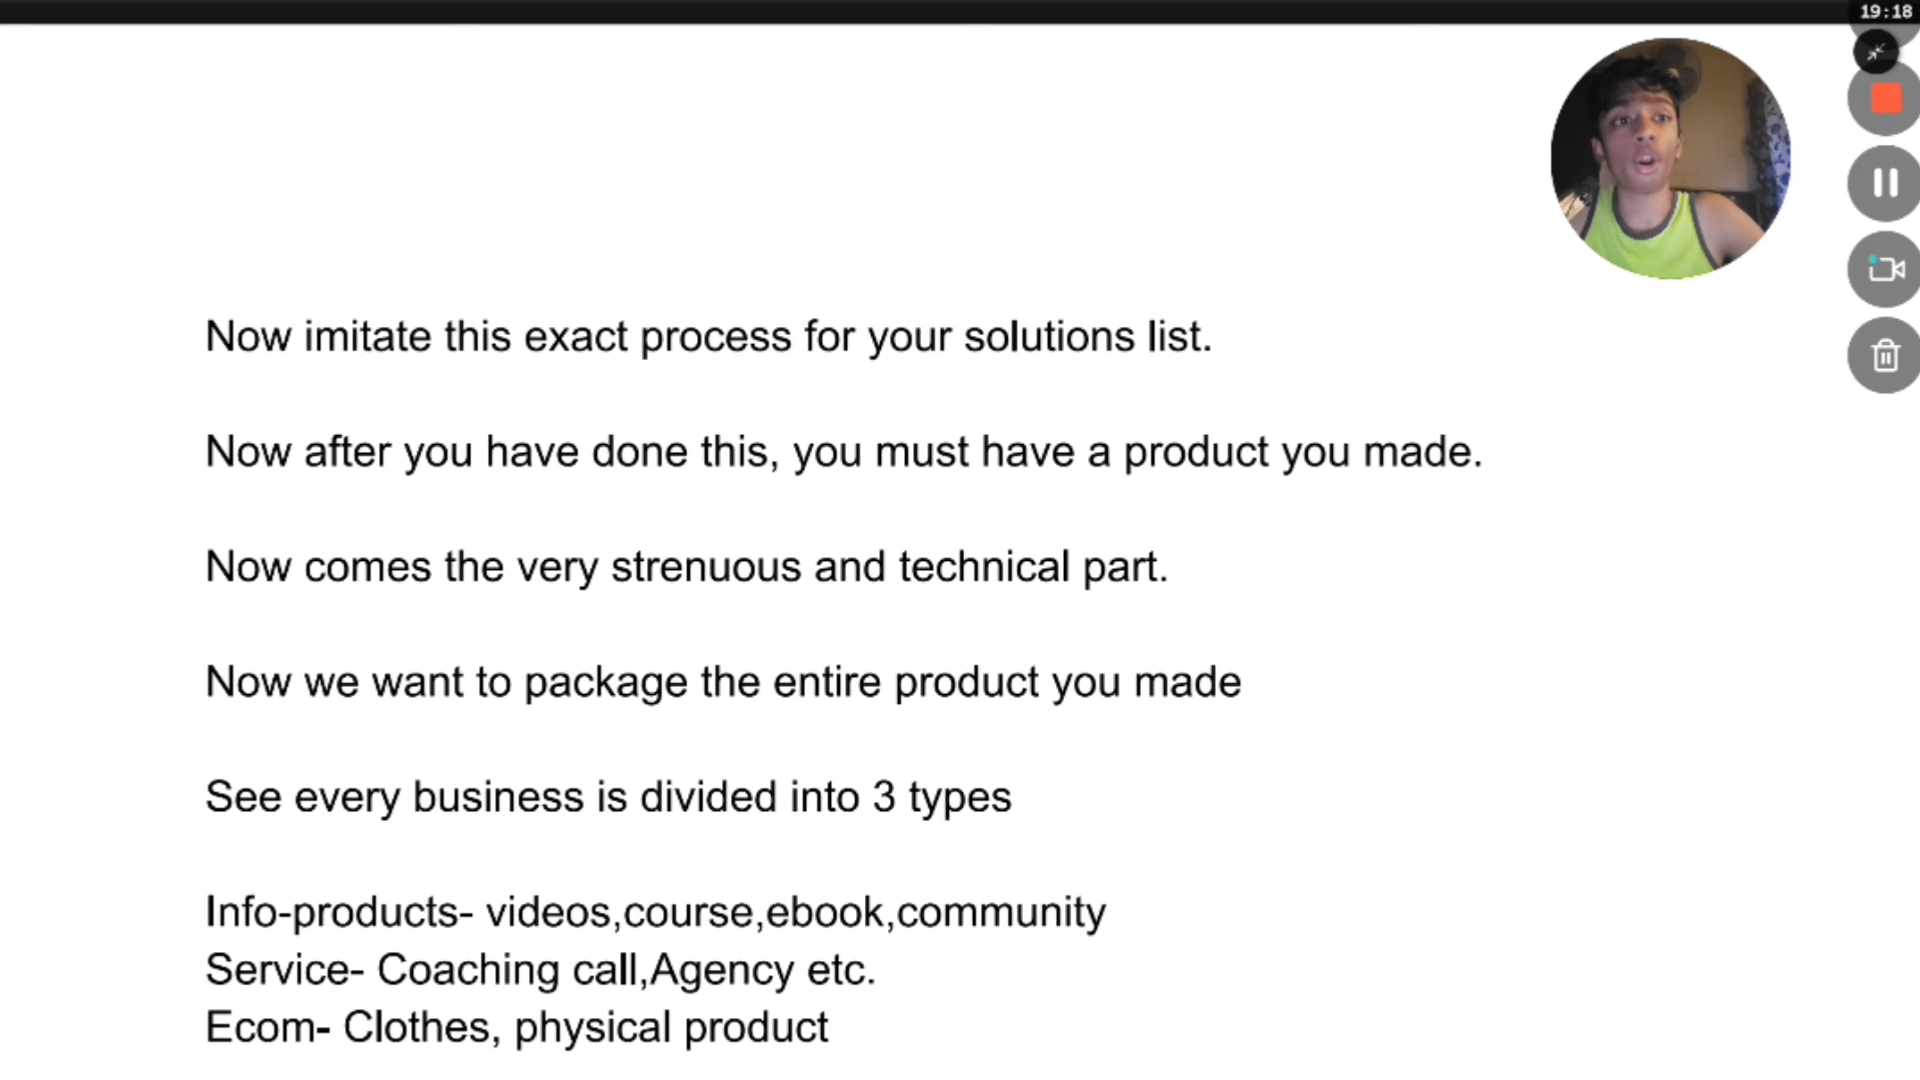 19:18
Now imitate this exact process for your solutions list.
Now after you have done this, you must have a product you made.
Now comes the very strenuous and technical part.
Now we want to package the entire product you made
See every business is divided into 3 types
Info-products- videos,course,ebook,community
Service- Coaching call,Agency etc.
Ecom- Clothes, physical product